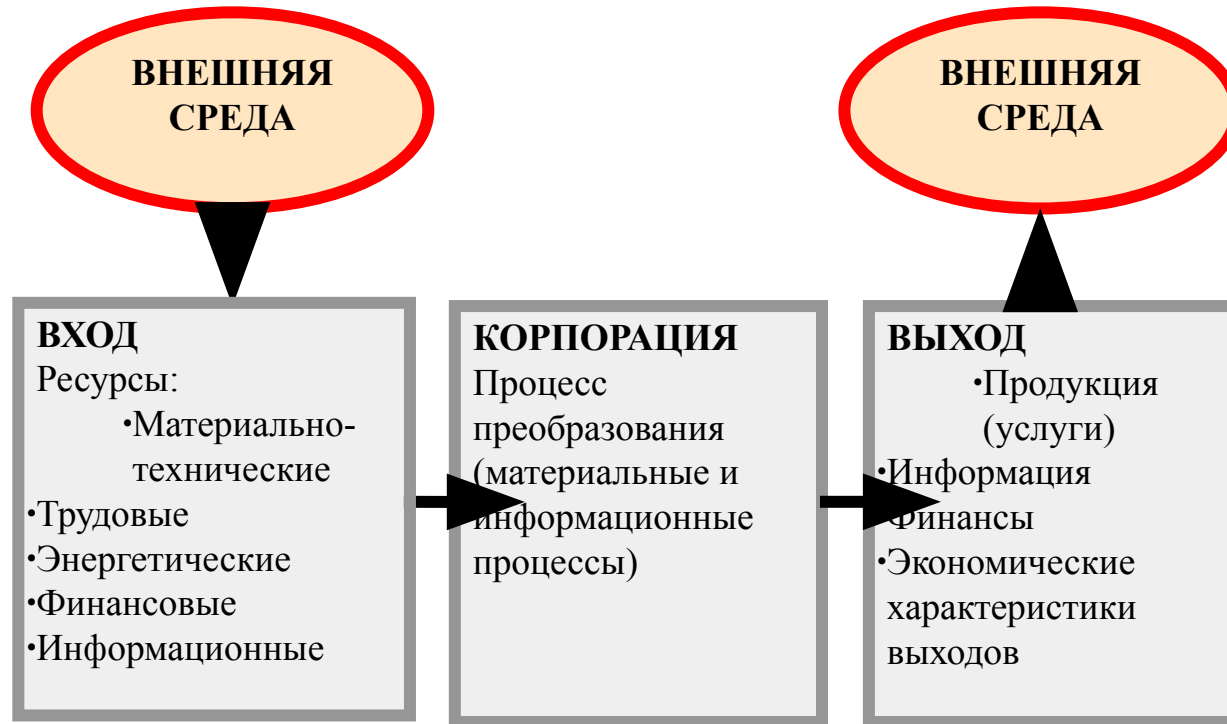 ВНЕШНЯЯ
СРЕДА
ВНЕШНЯЯ
СРЕДА
ВХОД
Ресурсы:
•Материально-
технические
•Трудовые
•Энергетические
•Финансовые
•Информационные
КОРПОРАЦИЯ
Процесс
преобразования
(материальные и
информационные
процессы)
ВЫХОД
•Продукция
(услуги)
•Информация
Финансы
•Экономические
характеристики
выходов